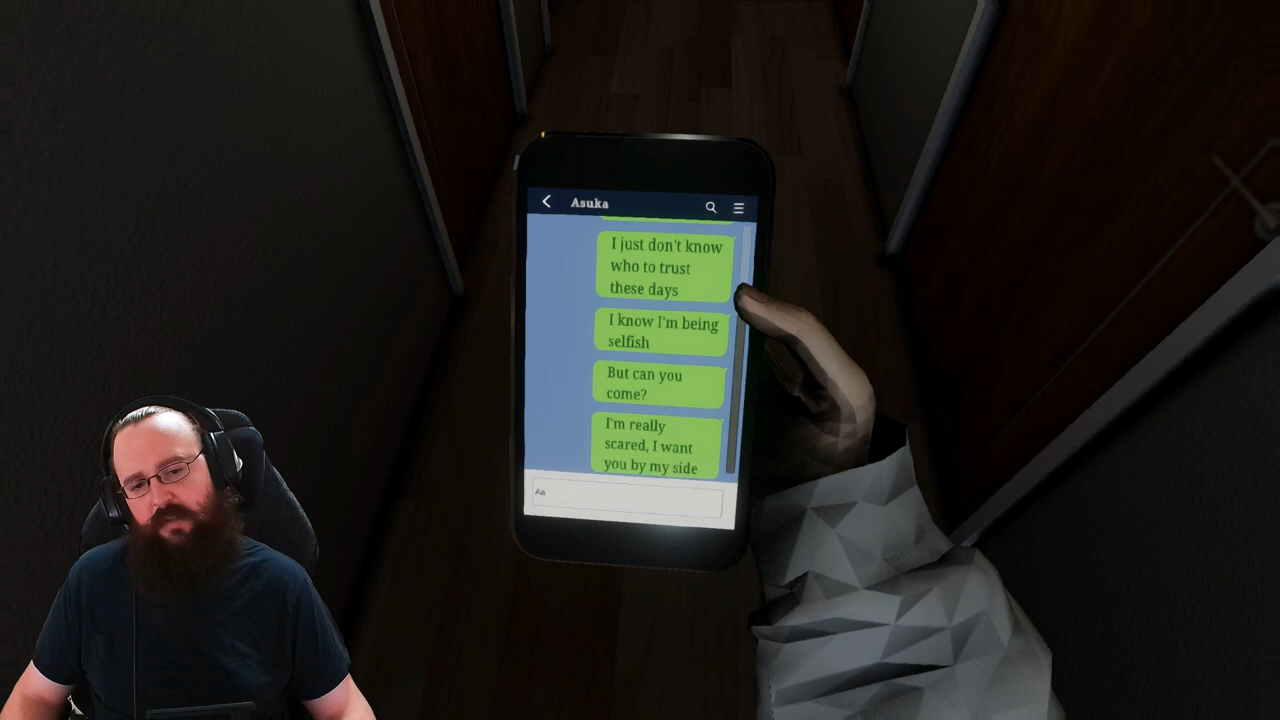 Asuka
I just don't know
who to trust
these days
I know I'm being
selfish
But can you
come?
I'm really
scared, I want
you by my side
Aa